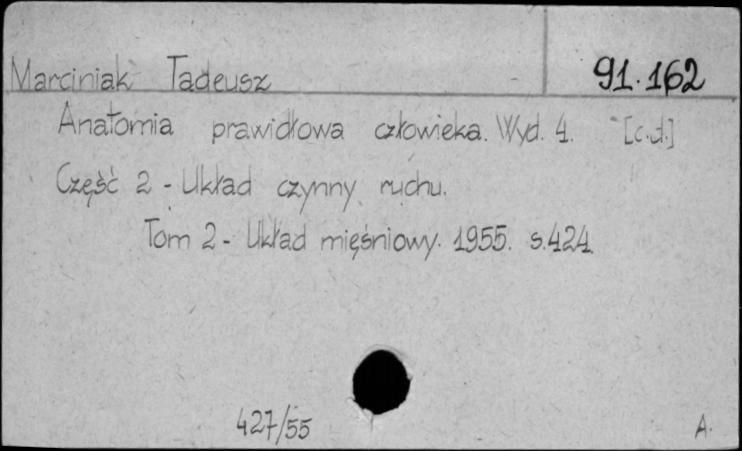 Marciniak Tadeusz 91.162
Anatomia prawidłowa człowieka. Wyd. 4. [c.d.]
Część 2 - Układ czynny ruchu.
Tom 2 - Układ mięśniowy. 1955. s.424.
427/55 A.